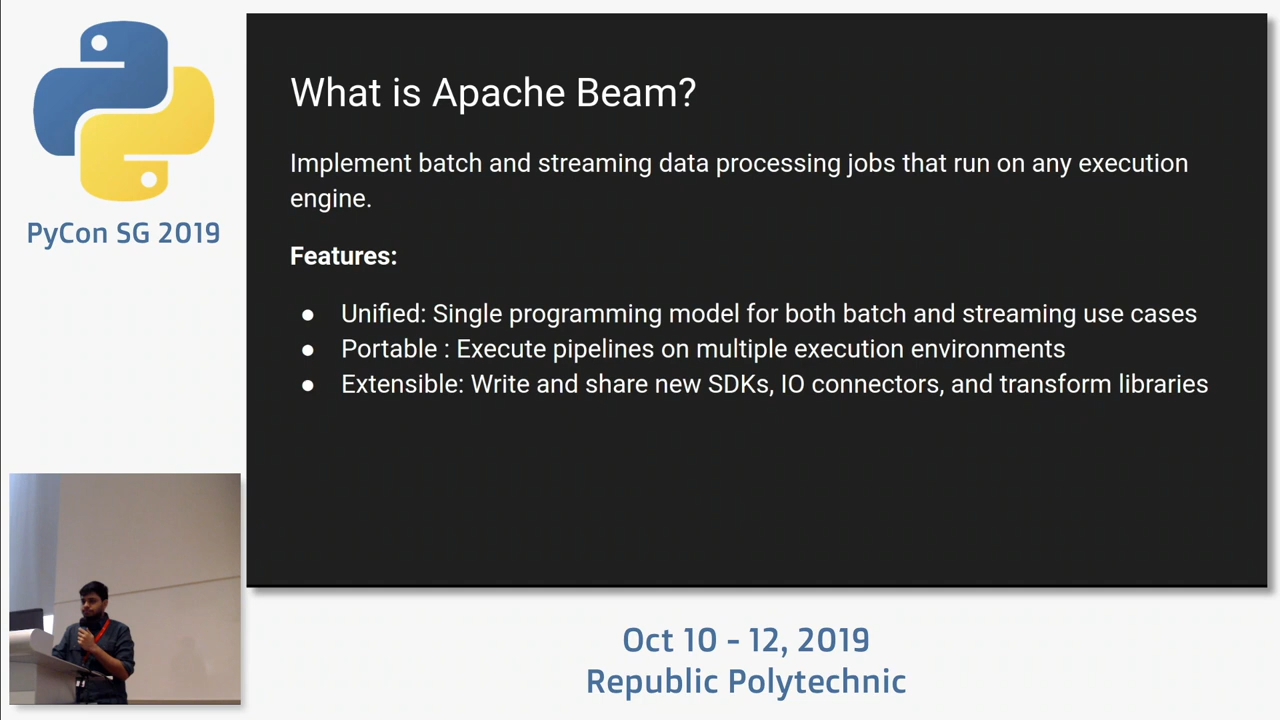 PyCon SG 2019
What is Apache Beam?
Implement batch and streaming data processing jobs that run on any execution
engine.
Features:
● Unified: Single programming model for both batch and streaming use cases
● Portable : Execute pipelines on multiple execution environments
● Extensible: Write and share new SDKs, IO connectors, and transform libraries
Oct 10 - 12, 2019
Republic Polytechnic